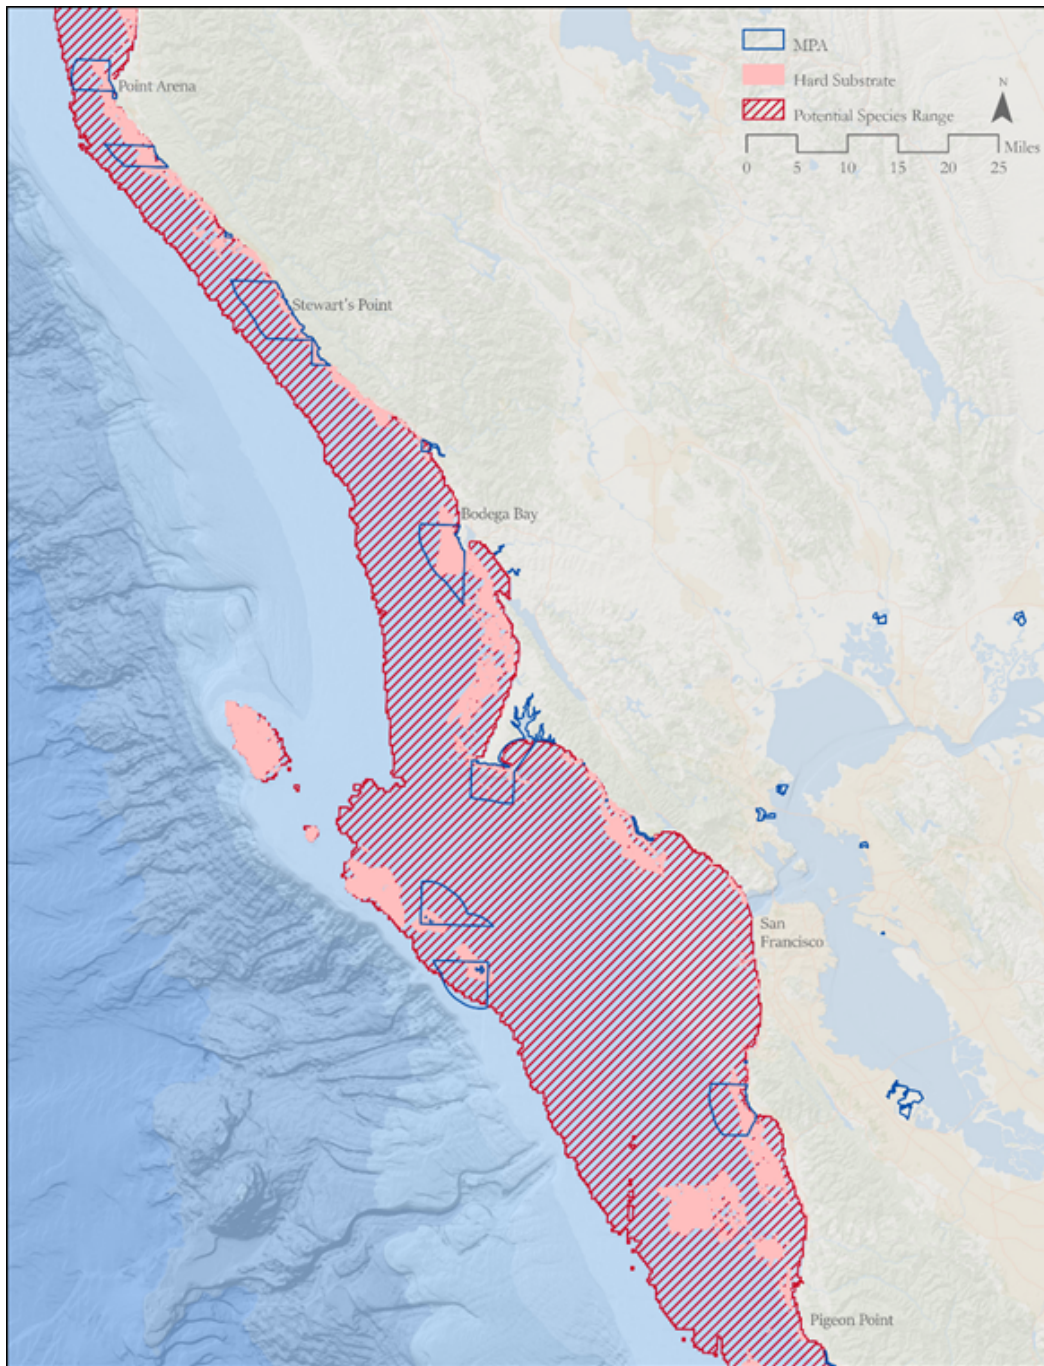 MPA
Hard Substrate
Potential Species Range
N
Miles
0 5 10 15 20 25
Point Arena
Stewart's Point
Bodega Bay
San
Francisco
Pigeon Point